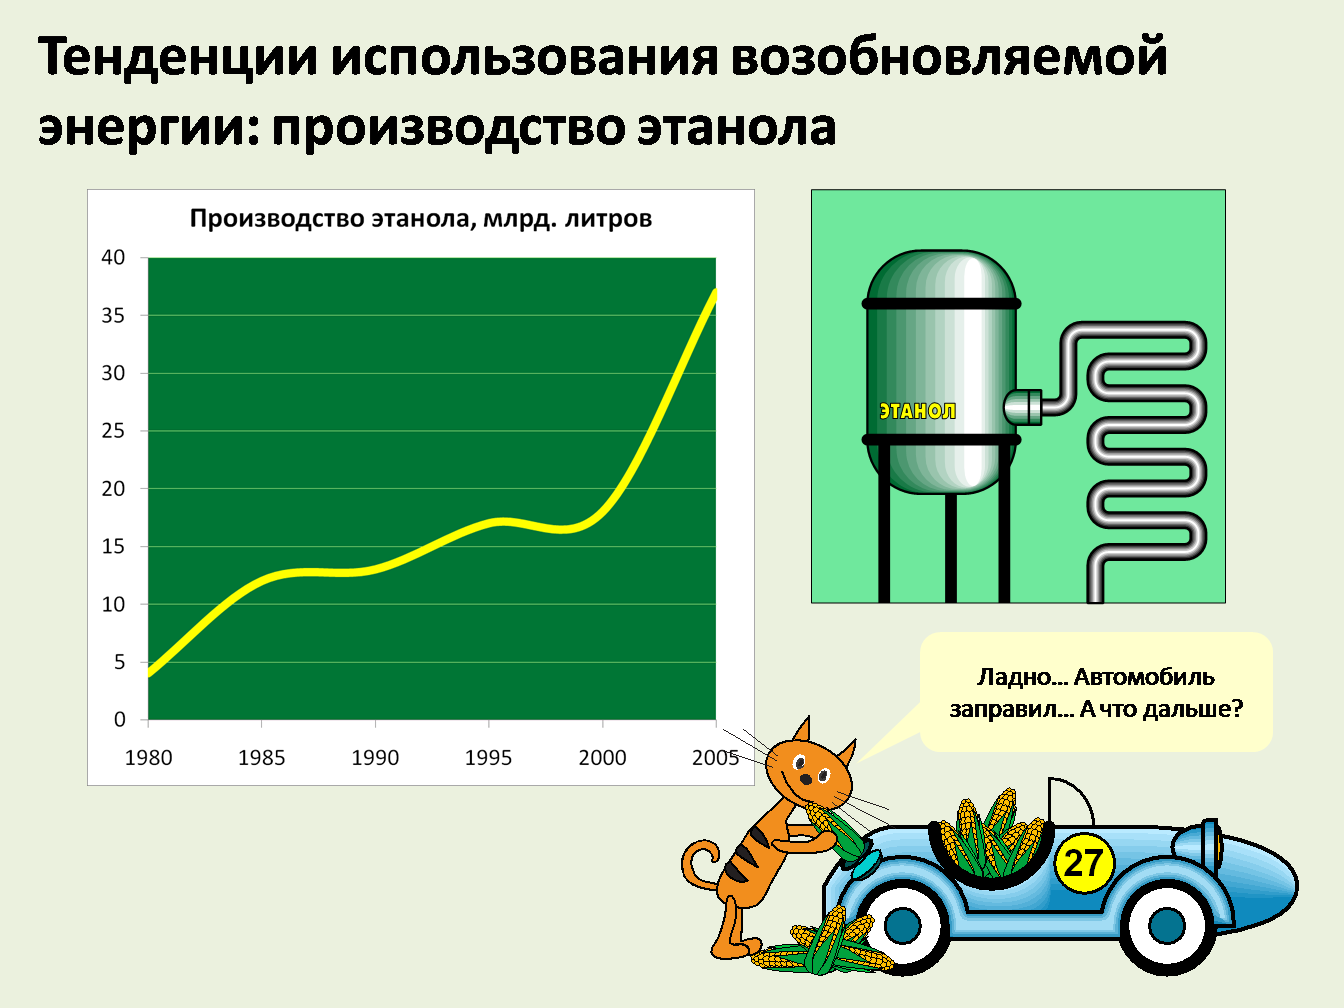 Тенденции использования возобновляемой
энергии: производство этанола
Производство этанола, млрд. литров
40
35
30
25
20
15
10
5
0
1980 1985 1990 1995 2000 2005
ЭТАНОЛ
Ладно... Автомобиль
заправил... А что дальше?
27